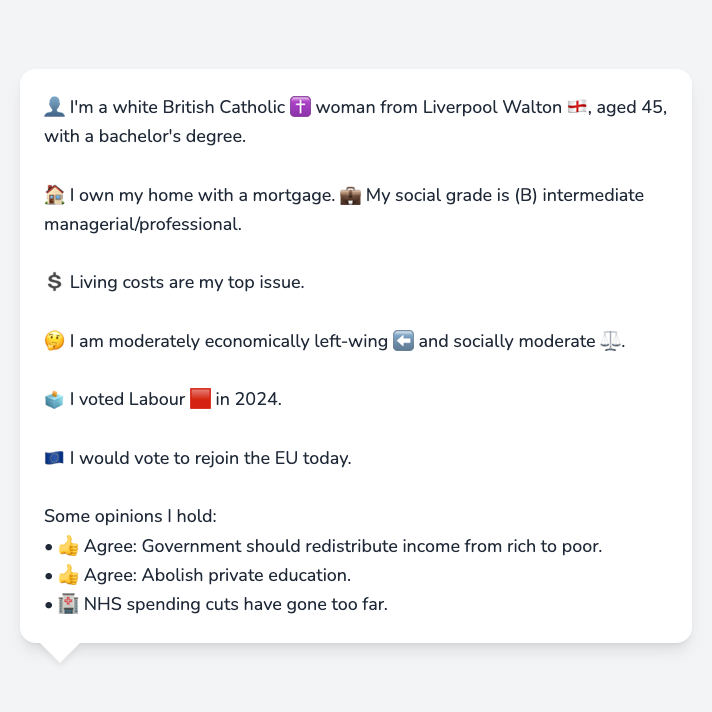 👤 I'm a white British Catholic ✝️ woman from Liverpool Walton 🏴󠁧󠁢󠁥󠁮󠁧󠁿, aged 45,
with a bachelor's degree.
🏠 I own my home with a mortgage. 💼 My social grade is (B) intermediate
managerial/professional.
💲 Living costs are my top issue.
🤔 I am moderately economically left-wing ⬅️ and socially moderate ⚖️.
🗳️ I voted Labour 🟥 in 2024.
🇪🇺 I would vote to rejoin the EU today.
Some opinions I hold:
• 👍 Agree: Government should redistribute income from rich to poor.
• 👍 Agree: Abolish private education.
• 🏥 NHS spending cuts have gone too far.